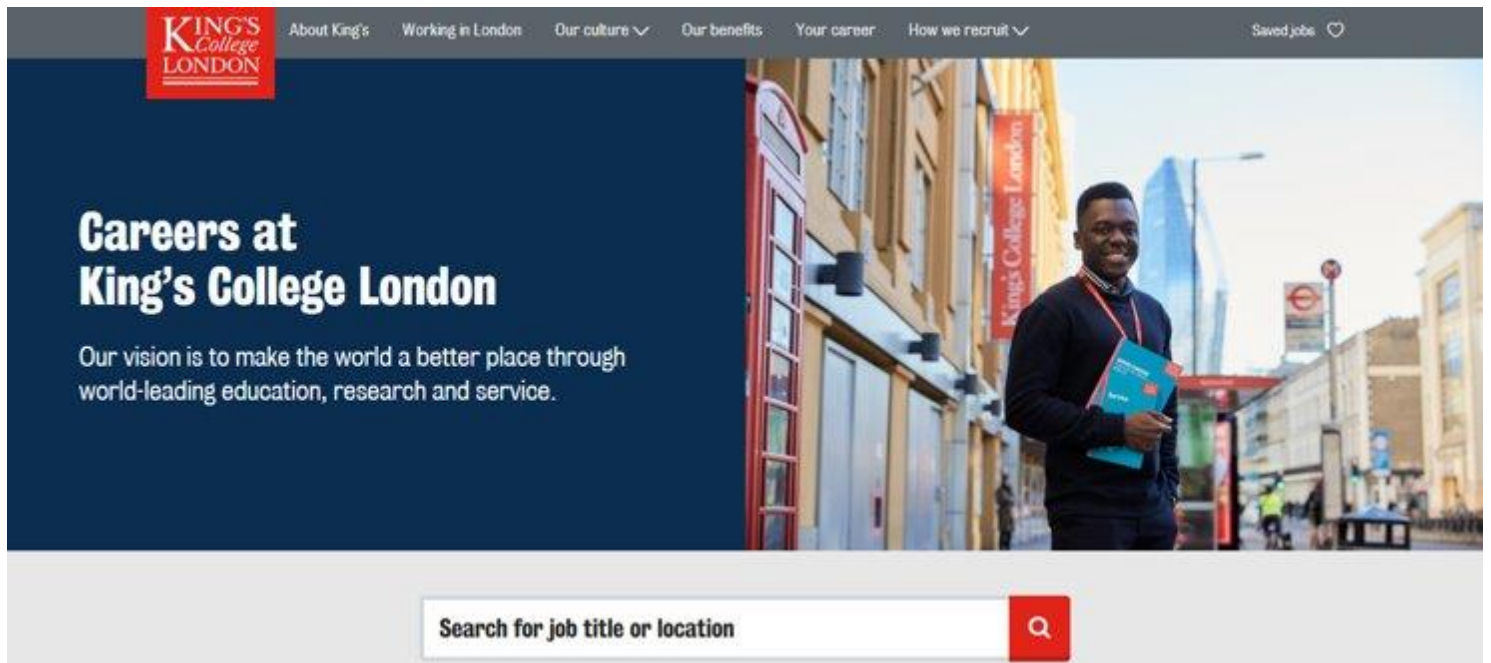 KING'S
College
LONDON
About King's
Working in London
Our culture
Our benefits
Your career
How we recruit
Saved jobs
Careers at
King's College London
Our vision is to make the world a better place through
world-leading education, research and service.
King's College London
Search for job title or location